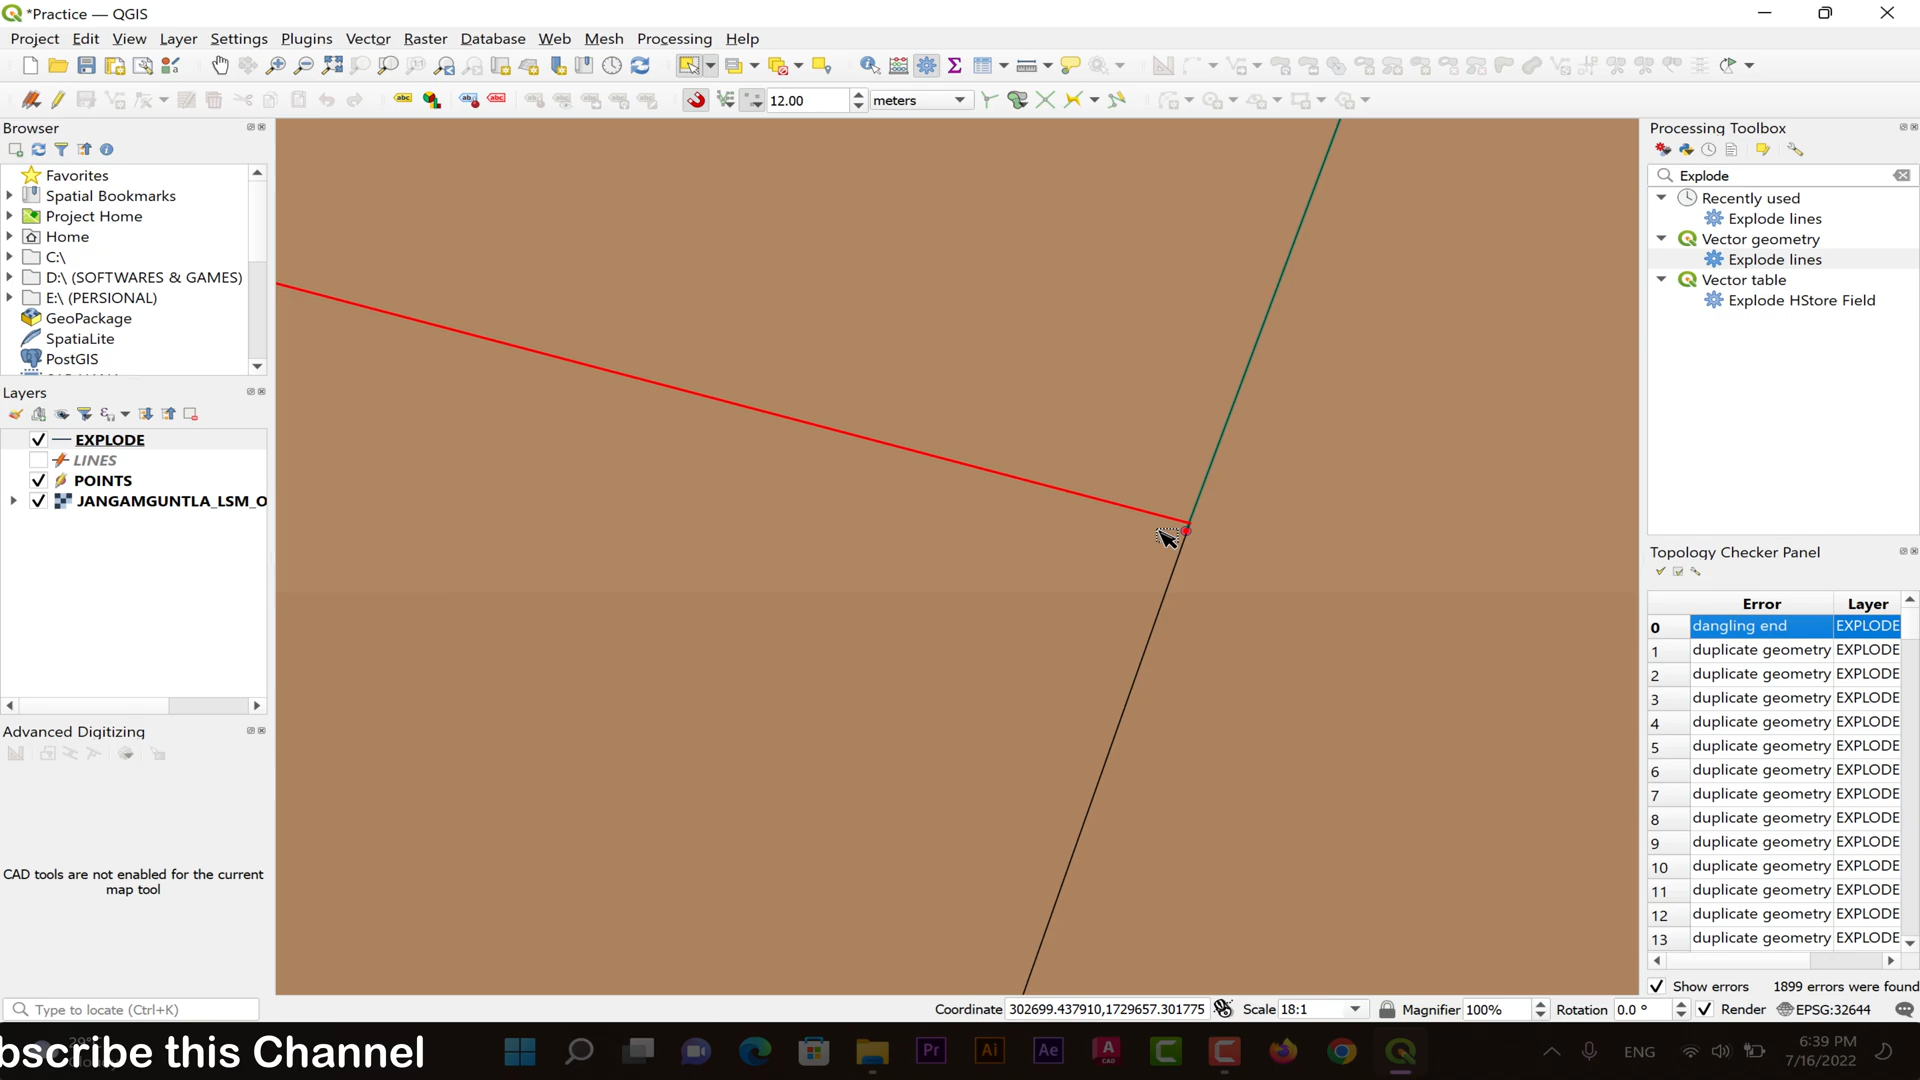 *Practice — QGIS
Project Edit View Layer Settings Plugins Vector Raster Database Web Mesh Processing Help
12.00 meters
Browser
Favorites
Spatial Bookmarks
Project Home
Home
C:\
D:\ (SOFTWARES & GAMES)
E:\ (PERSIONAL)
GeoPackage
SpatiaLite
PostGIS
Layers
EXPLODE
LINES
POINTS
JANGAMGUNTLA_LSM_O
Advanced Digitizing
CAD tools are not enabled for the current
map tool
Processing Toolbox
Explode
Recently used
Explode lines
Vector geometry
Explode lines
Vector table
Explode HStore Field
Topology Checker Panel
Error Layer
0 dangling end EXPLODE
1 duplicate geometry EXPLODE
2 duplicate geometry EXPLODE
3 duplicate geometry EXPLODE
4 duplicate geometry EXPLODE
5 duplicate geometry EXPLODE
6 duplicate geometry EXPLODE
7 duplicate geometry EXPLODE
8 duplicate geometry EXPLODE
9 duplicate geometry EXPLODE
10 duplicate geometry EXPLODE
11 duplicate geometry EXPLODE
12 duplicate geometry EXPLODE
13 duplicate geometry EXPLODE
Show errors 1899 errors were found
Type to locate (Ctrl+K) Coordinate 302699.437910,1729657.301775 Scale 18:1 Magnifier 100% Rotation 0.0 ° Render EPSG:32644
bscribe this Channel
ENG
6:39 PM
7/16/2022